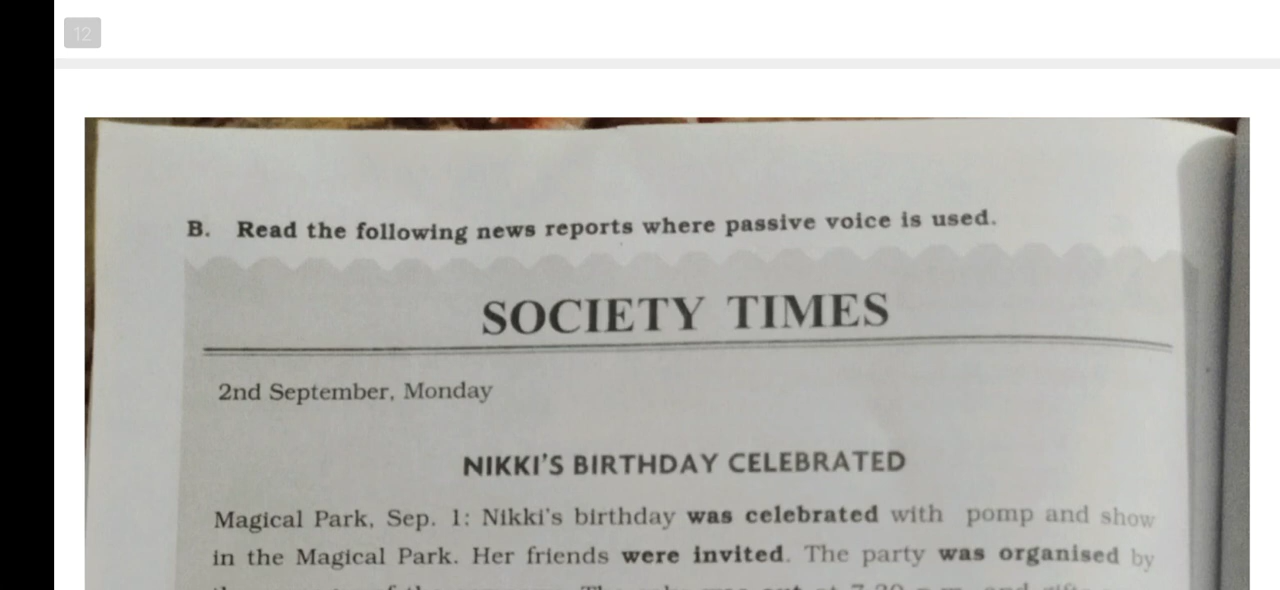 12
B. Read the following news reports where passive voice is used.
SOCIETY TIMES
2nd September, Monday
NIKKI'S BIRTHDAY CELEBRATED
Magical Park, Sep. 1: Nikki's birthday was celebrated with pomp and show
in the Magical Park. Her friends were invited. The party was organised by